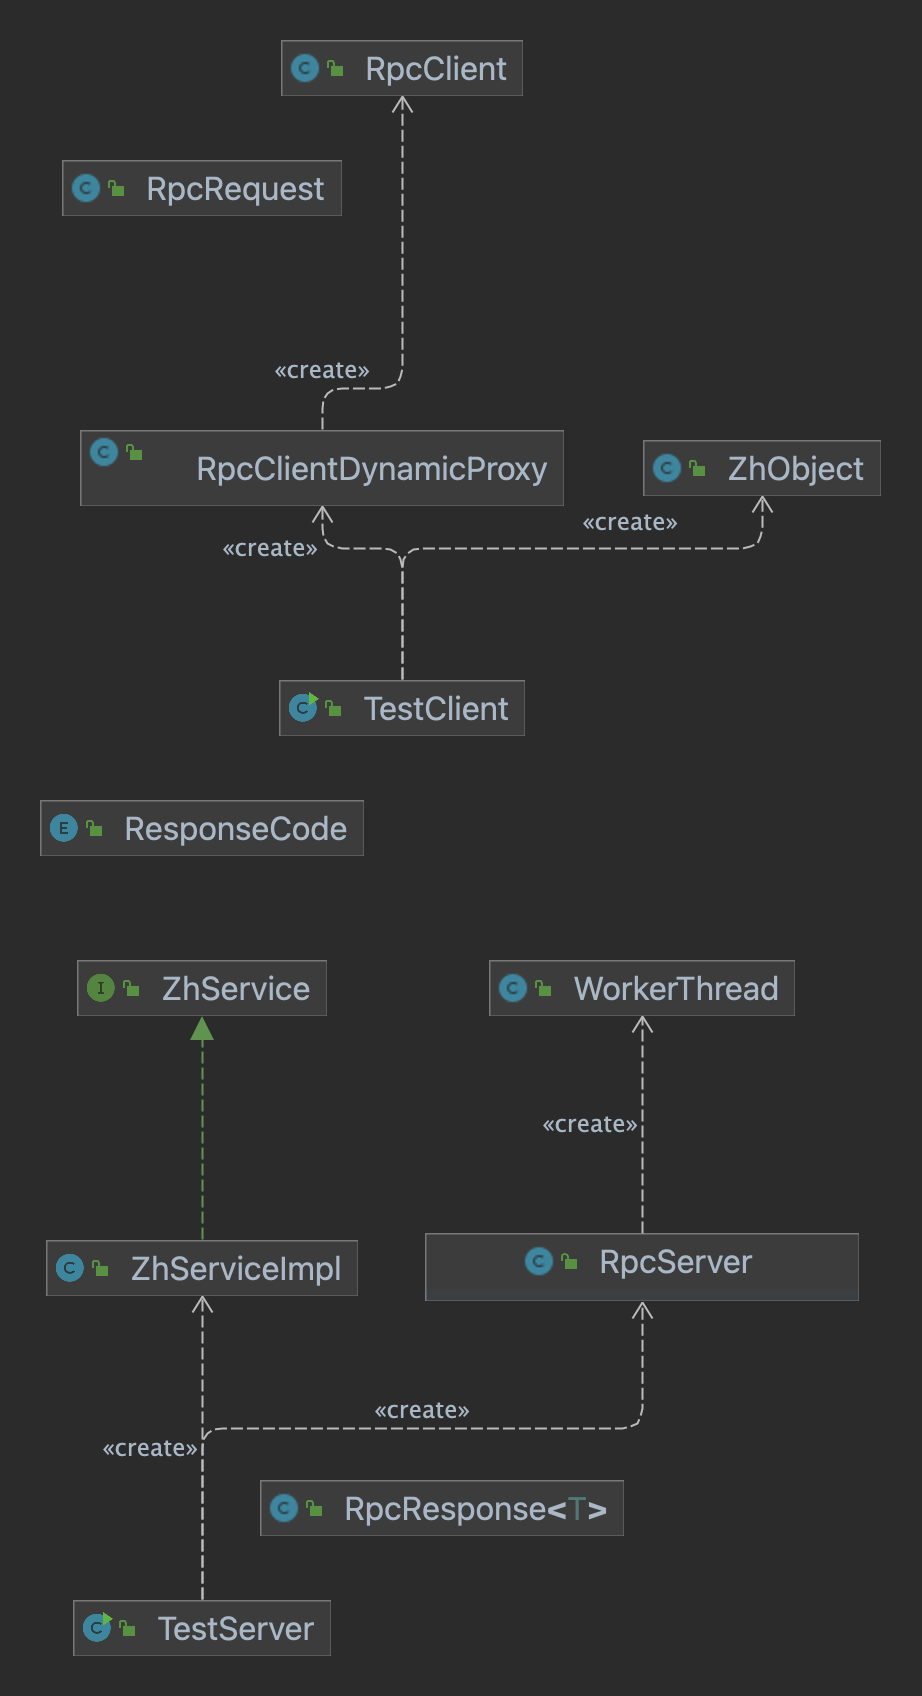 RpcClient
RpcRequest
«create»
RpcClientDynamicProxy
ZhObject
«create»
«create»
TestClient
ResponseCode
ZhService
WorkerThread
«create»
ZhServiceImpl
RpcServer
«create»
«create»
RpcResponse<T>
TestServer